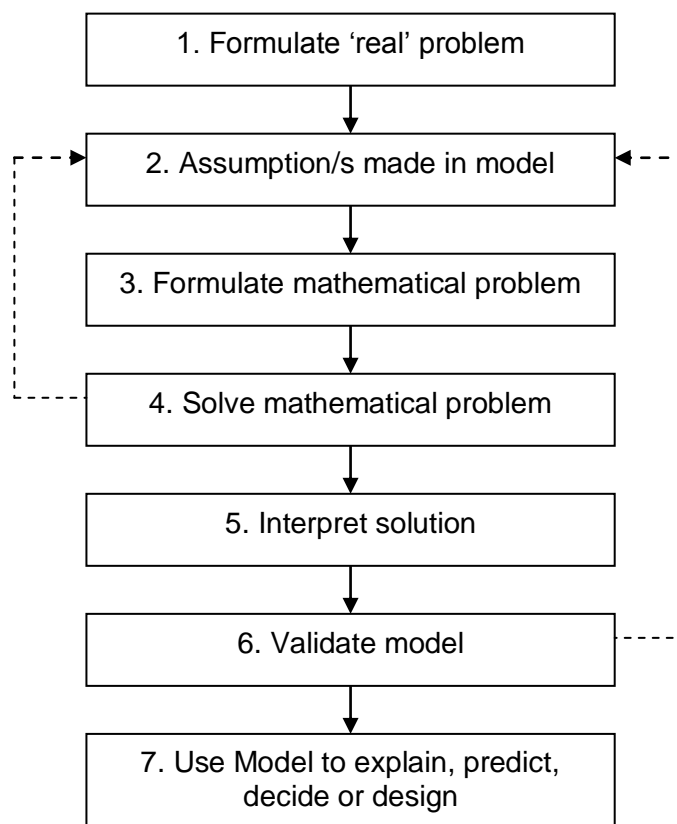 1. Formulate ‘real’ problem
2. Assumption/s made in model
3. Formulate mathematical problem
4. Solve mathematical problem
5. Interpret solution
6. Validate model
7. Use Model to explain, predict,
decide or design